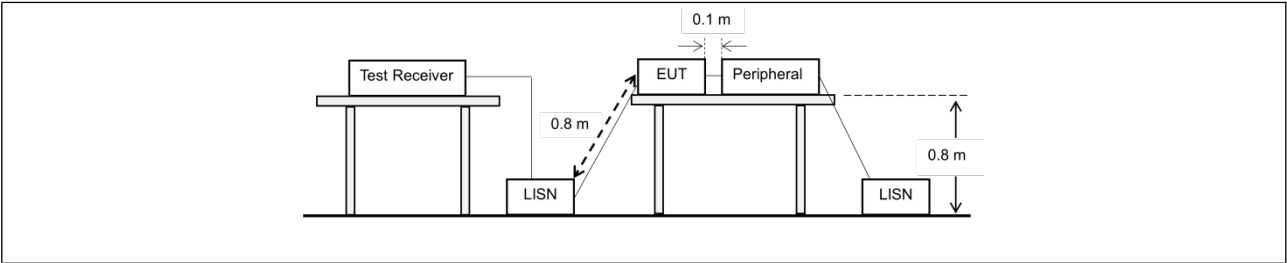 0.1 m
Test Receiver
EUT
Peripheral
0.8 m
0.8 m
LISN
LISN